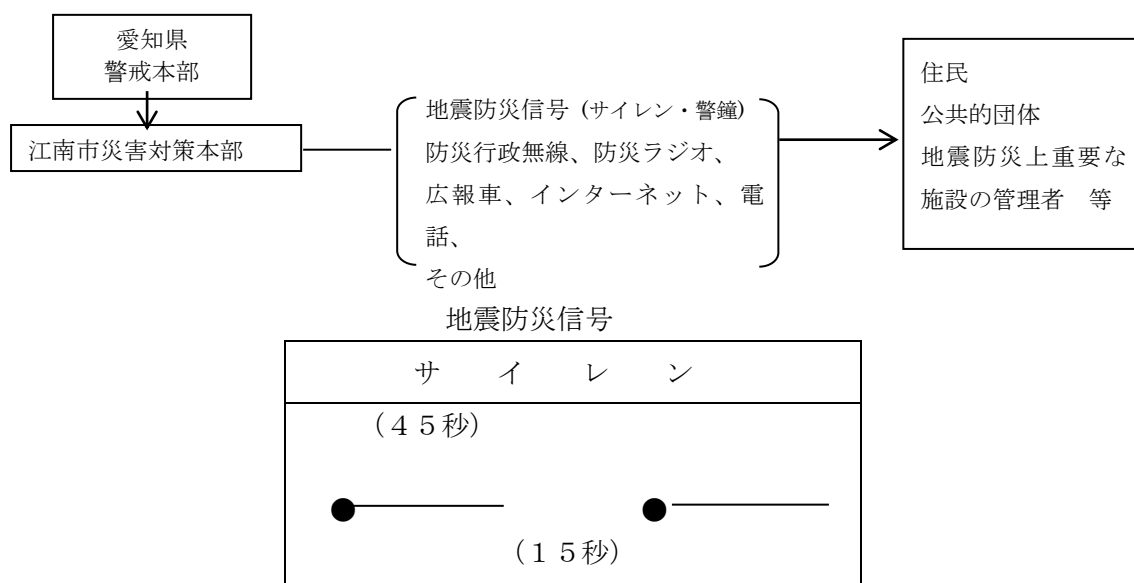 愛知県
警戒本部
江南市災害対策本部
地震防災信号 (サイレン・警鐘)
防災行政無線、防災ラジオ、
広報車、インターネット、電
話、
その他
住民
公共的団体
地震防災上重要な
施設の管理者　等
地震防災信号
サ　イ　レ　ン
(４５秒)
(１５秒)